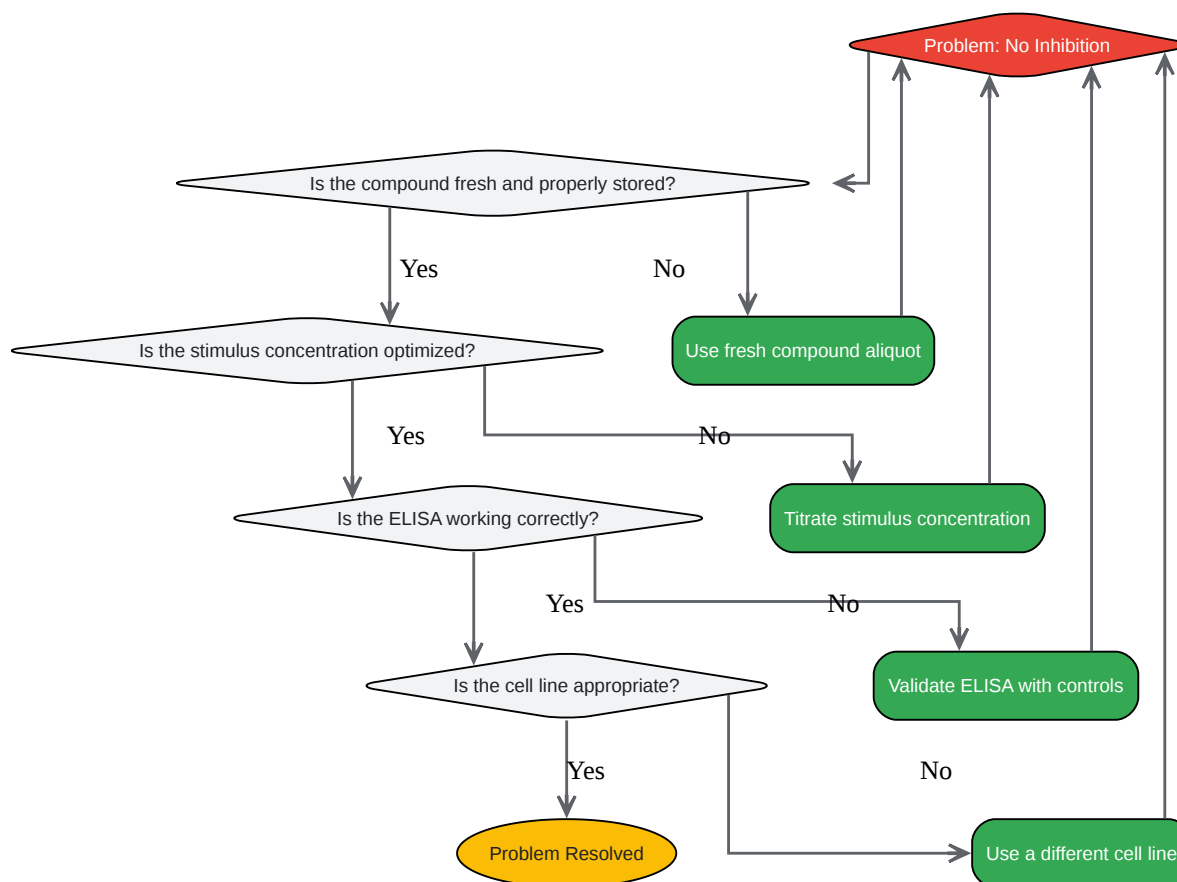 Problem: No Inhibition
Is the compound fresh and properly stored?
Yes
No
Is the stimulus concentration optimized?
Use fresh compound aliquot
Yes
No
Is the ELISA working correctly?
Titrate stimulus concentration
Yes
No
Is the cell line appropriate?
Validate ELISA with controls
Yes
No
Problem Resolved
Use a different cell line